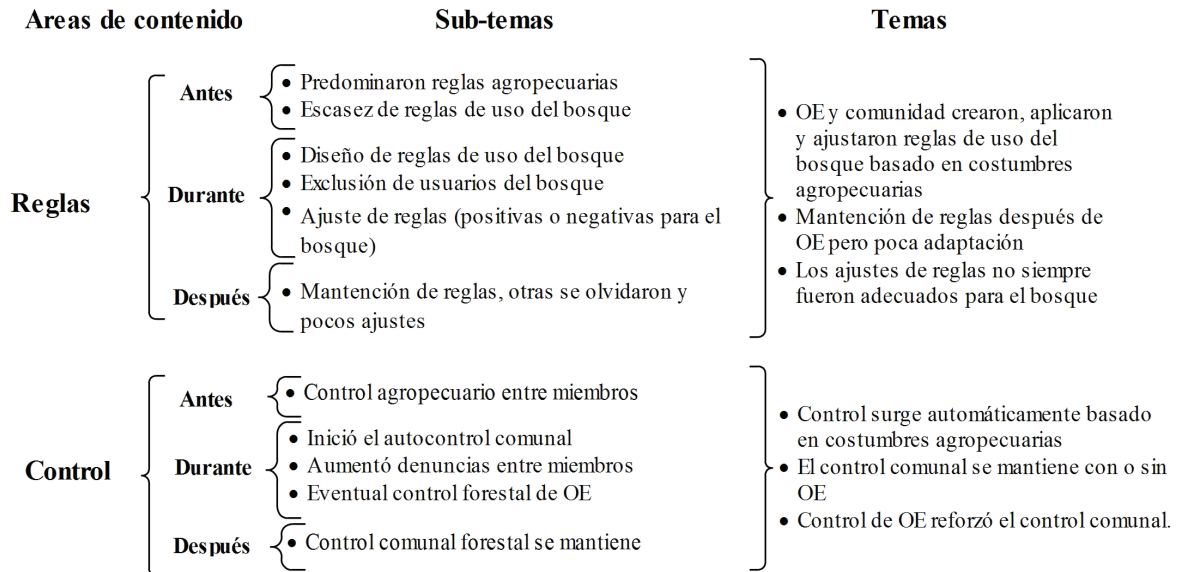 Areas de contenido Sub-temas Temas
Reglas
Antes
• Predominaron reglas agropecuarias
• Escasez de reglas de uso del bosque
Durante
• Diseño de reglas de uso del bosque
• Exclusión de usuarios del bosque
• Ajuste de reglas (positivas o negativas para el
bosque)
Después
• Mantención de reglas, otras se olvidaron y
pocos ajustes
• OE y comunidad crearon, aplicaron
y ajustaron reglas de uso del
bosque basado en costumbres
agropecuarias
• Mantención de reglas después de
OE pero poca adaptación
• Los ajustes de reglas no siempre
fueron adecuados para el bosque
Control
Antes
• Control agropecuario entre miembros
Durante
• Inició el autocontrol comunal
• Aumentó denuncias entre miembros
• Eventual control forestal de OE
Después
• Control comunal forestal se mantiene
• Control surge automáticamente basado
en costumbres agropecuarias
• El control comunal se mantiene con o sin
OE
• Control de OE reforzó el control comunal.